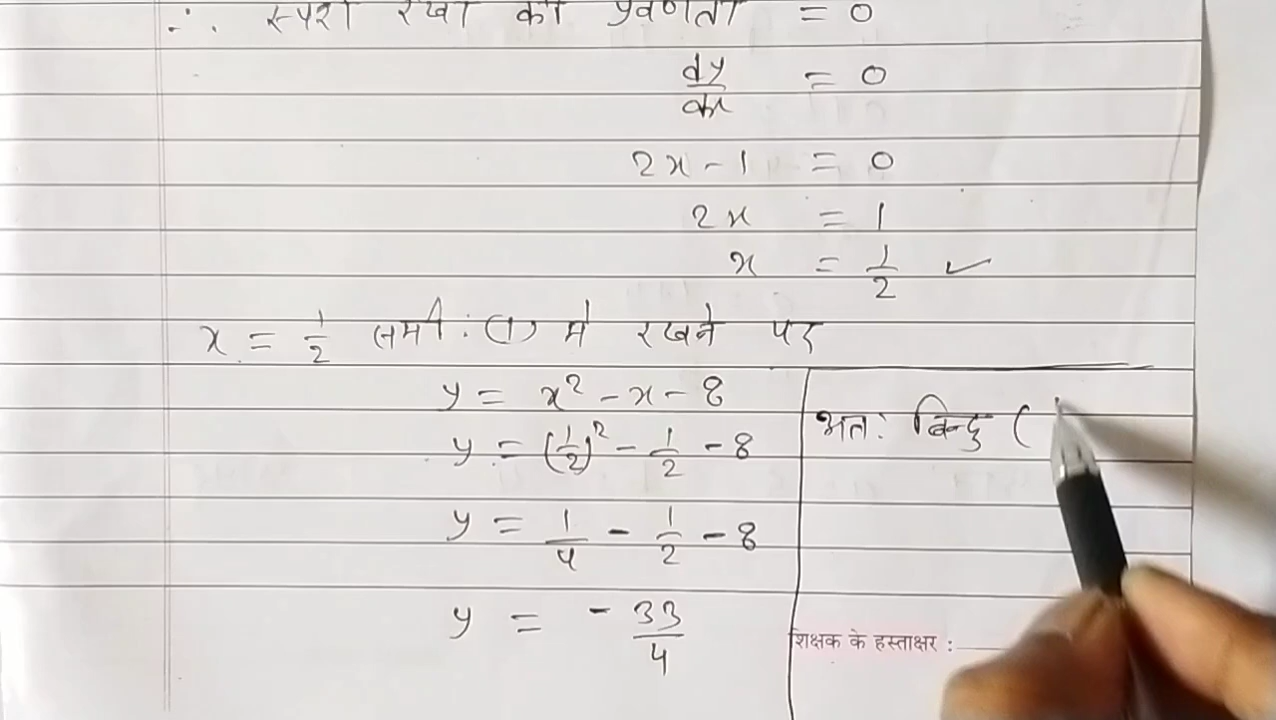 ∴ स्पर्श रेखा की प्रवणता = 0
dy/dx = 0
2x - 1 = 0
2x = 1
x = 1/2 ✓
x = 1/2 समी: (1) मे रखने पर
y = x² - x - 8
y = (1/2)² - 1/2 - 8
y = 1/4 - 1/2 - 8
y = - 33/4
अत: बिन्दु (
शिक्षक के हस्ताक्षर :